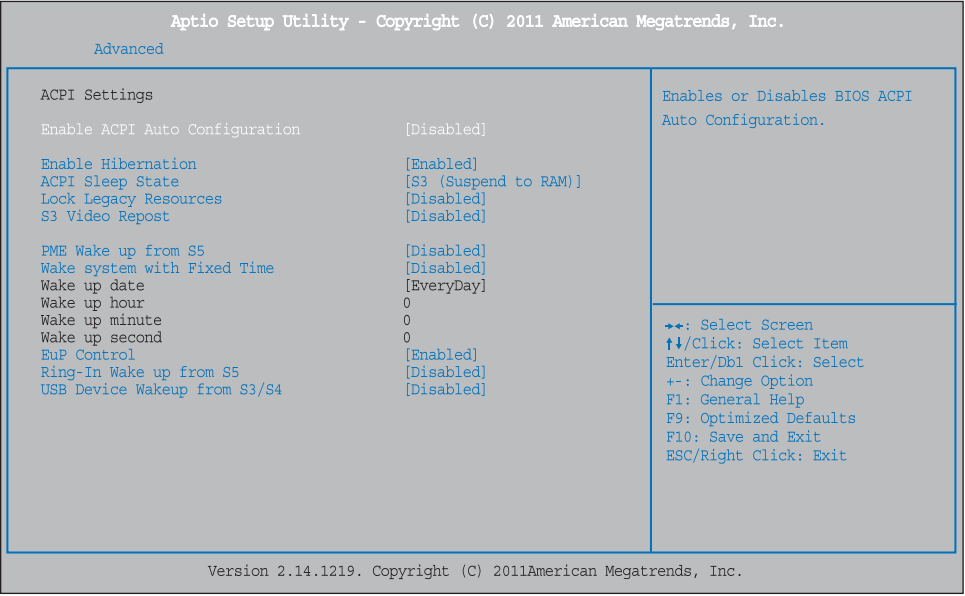 Aptio Setup Utility - Copyright (C) 2011 American Megatrends, Inc.
Advanced
ACPI Settings
Enable ACPI Auto Configuration [Disabled]
Enable Hibernation [Enabled]
ACPI Sleep State [S3 (Suspend to RAM)]
Lock Legacy Resources [Disabled]
S3 Video Repost [Disabled]
PME Wake up from S5 [Disabled]
Wake system with Fixed Time [Disabled]
Wake up date [EveryDay]
Wake up hour 0
Wake up minute 0
Wake up second 0
EuP Control [Enabled]
Ring-In Wake up from S5 [Disabled]
USB Device Wakeup from S3/S4 [Disabled]
Enables or Disables BIOS ACPI
Auto Configuration.
→←: Select Screen
↑↓/Click: Select Item
Enter/Db1 Click: Select
+-: Change Option
F1: General Help
F9: Optimized Defaults
F10: Save and Exit
ESC/Right Click: Exit
Version 2.14.1219. Copyright (C) 2011American Megatrends, Inc.